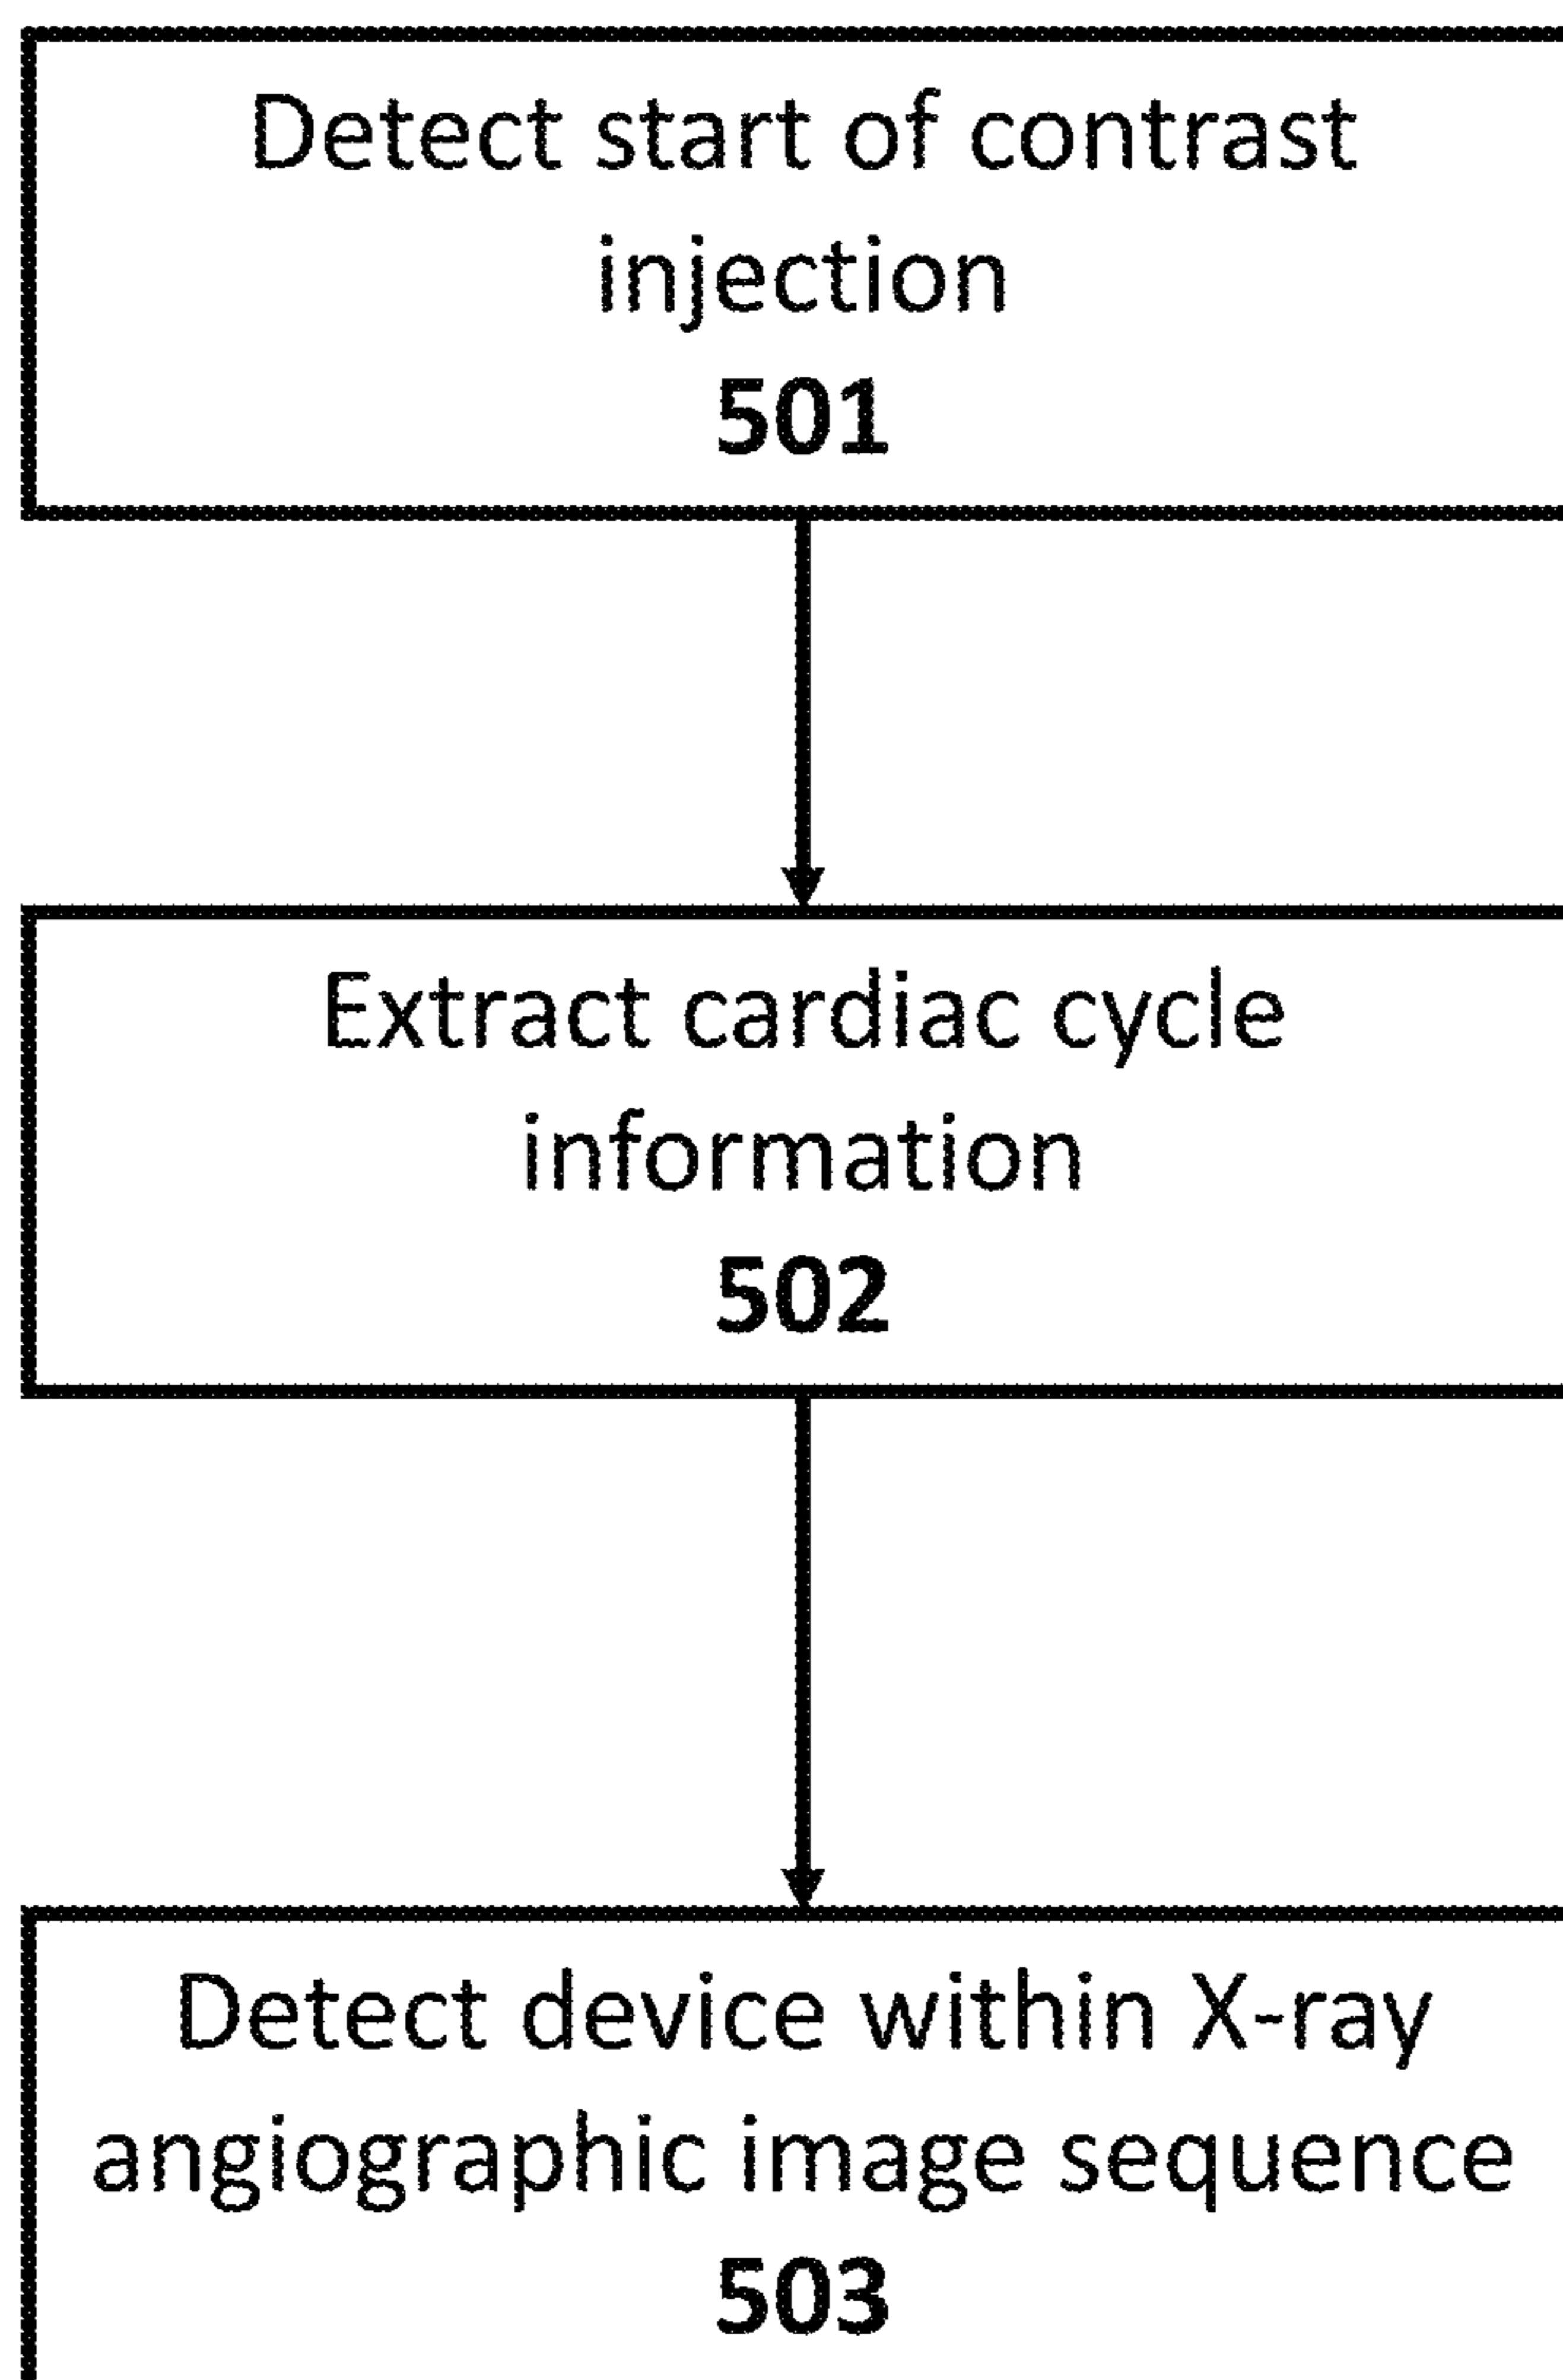 Detect start of contrast
injection
501
Extract cardiac cycle
information
502
Detect device within X-ray
angiographic image sequence
503